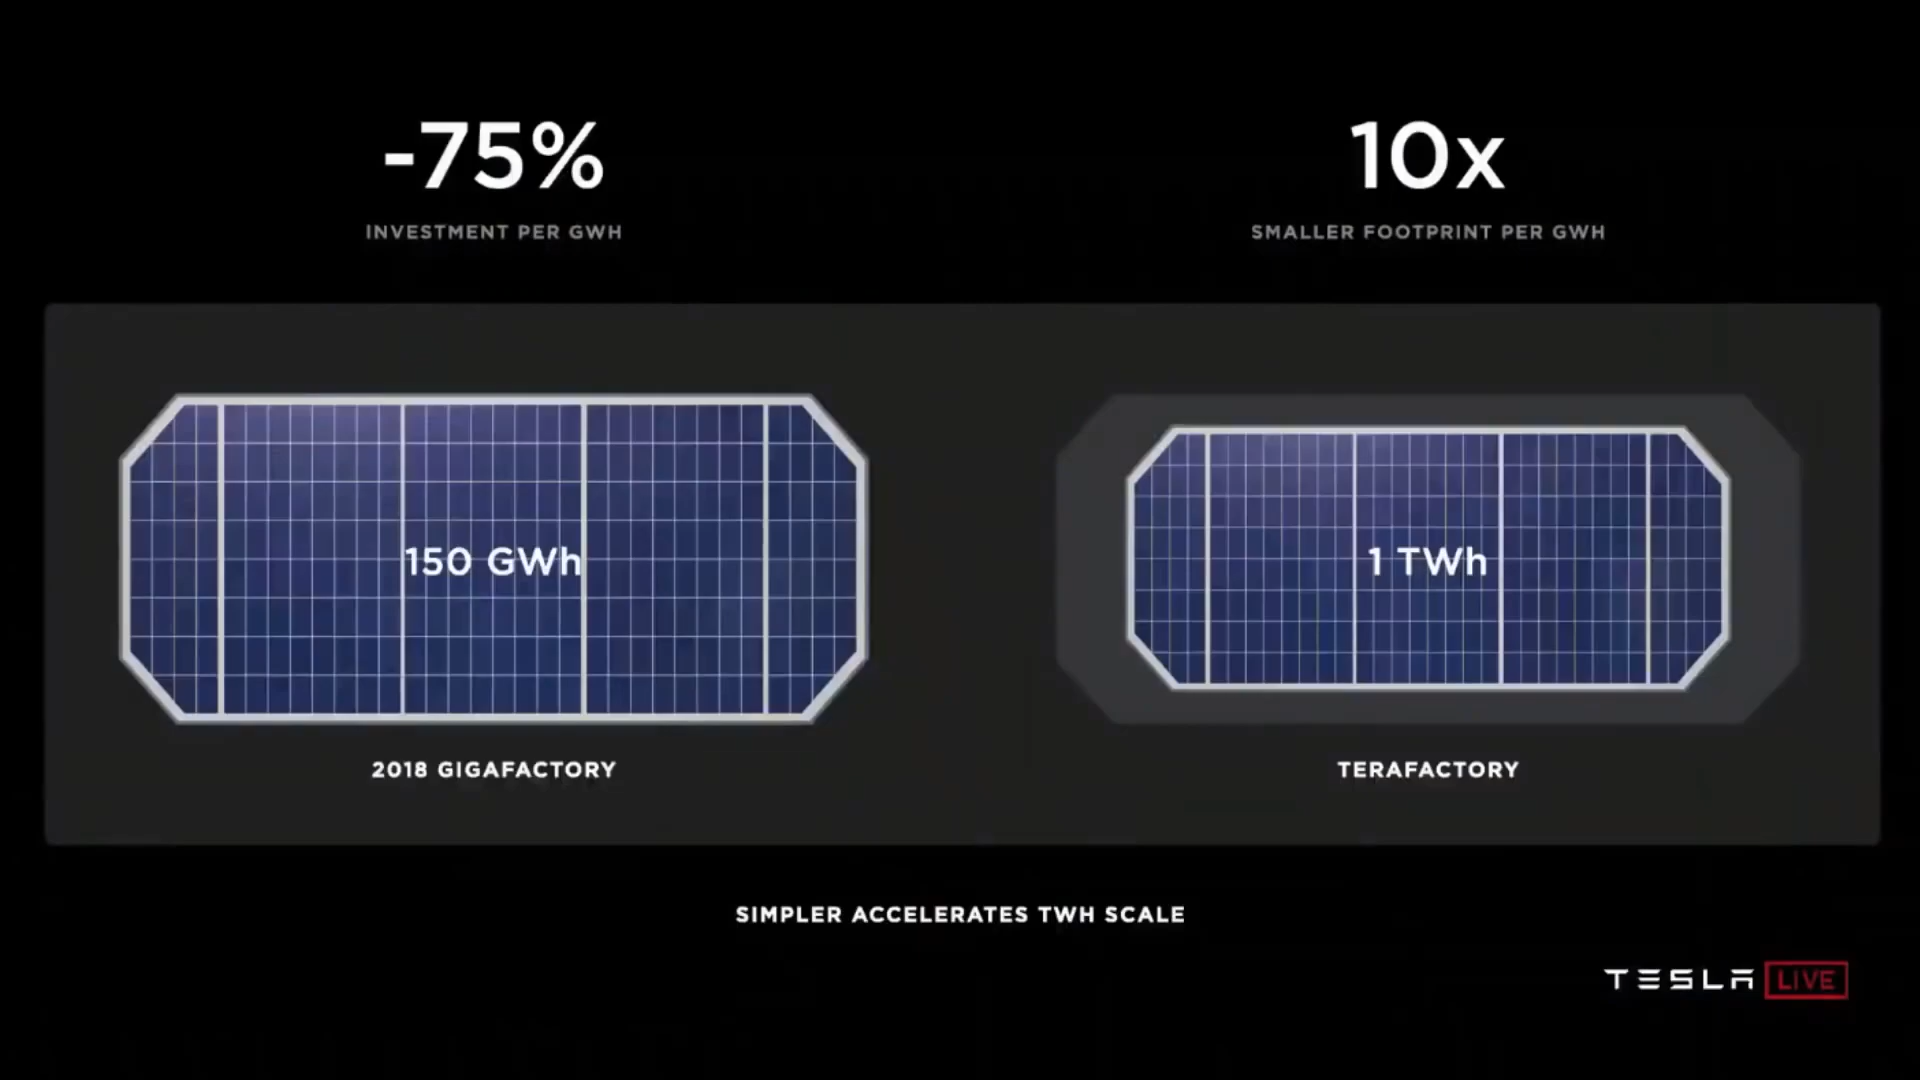 -75%
INVESTMENT PER GWH
10x
SMALLER FOOTPRINT PER GWH
150 GWh
2018 GIGAFACTORY
1 TWh
TERAFACTORY
SIMPLER ACCELERATES TWH SCALE
TESLA LIVE